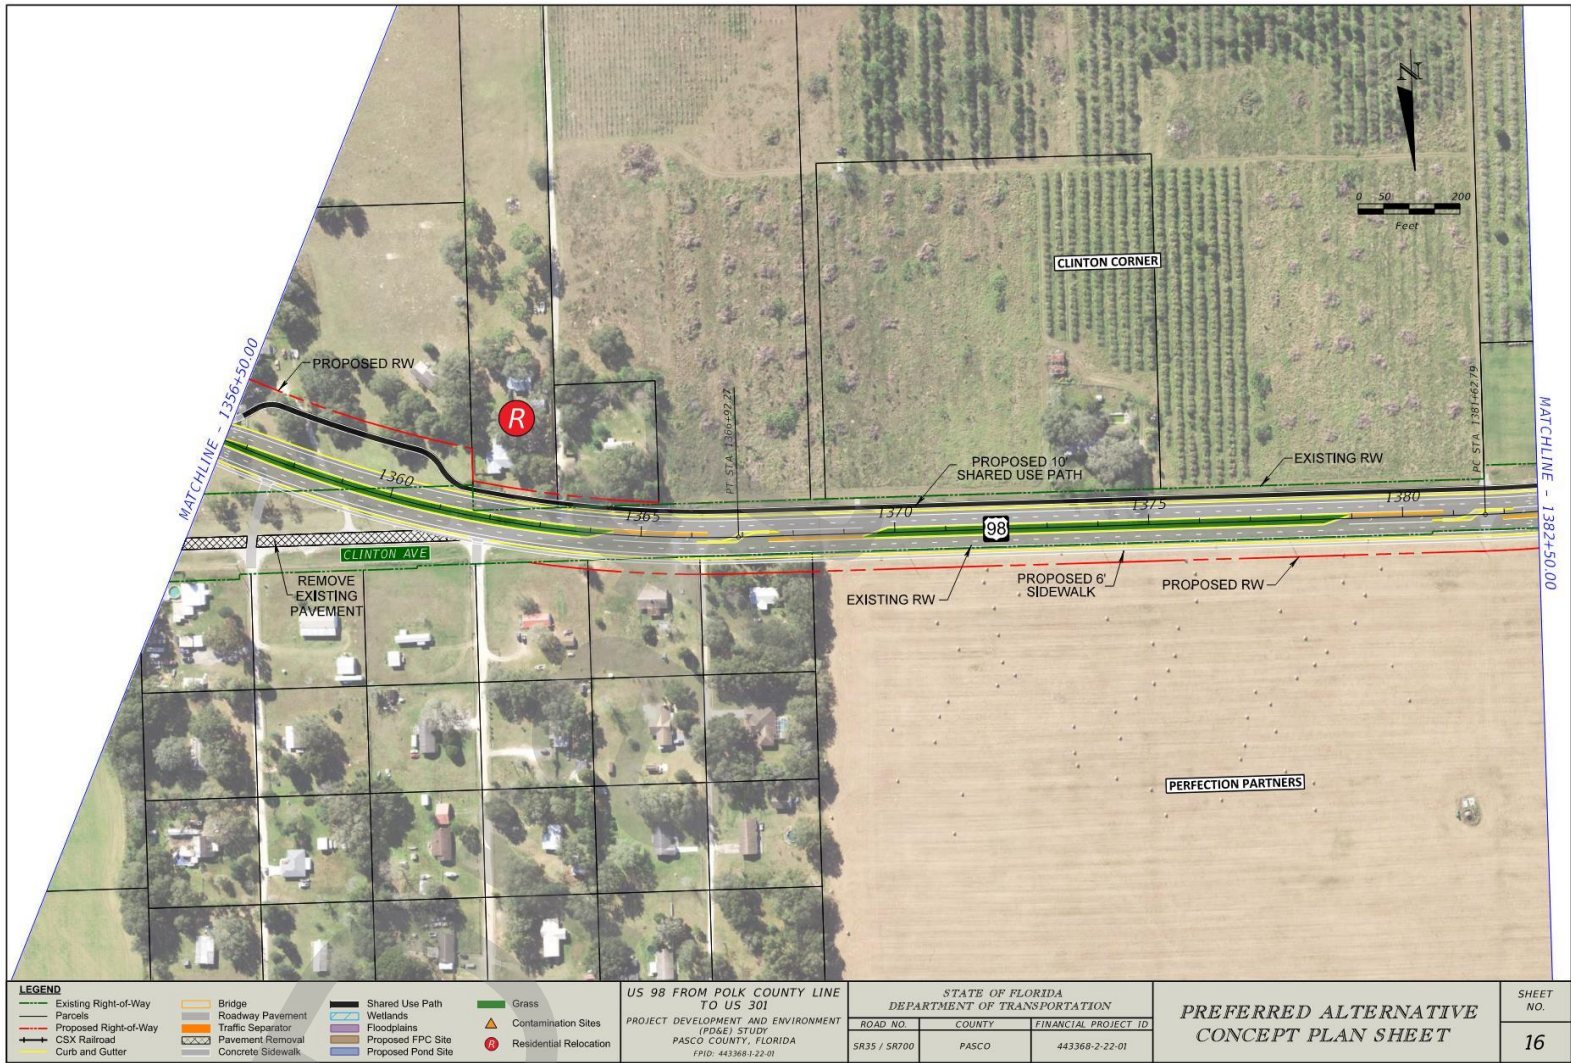 N
0 50 200
Feet
CLINTON CORNER
MATCHLINE - 1356+50.00
PROPOSED RW
R
PT STA 1366+92.27
PC STA 1381+62.79
MATCHLINE - 1382+50.00
PROPOSED 10'
SHARED USE PATH
EXISTING RW
1360
1365
1370
1375
1380
98
CLINTON AVE
REMOVE
EXISTING
PAVEMENT
EXISTING RW
PROPOSED 6'
SIDEWALK
PROPOSED RW
PERFECTION PARTNERS
LEGEND
Existing Right-of-Way
Parcels
Proposed Right-of-Way
CSX Railroad
Curb and Gutter
Bridge
Roadway Pavement
Traffic Separator
Pavement Removal
Concrete Sidewalk
Shared Use Path
Wetlands
Floodplains
Proposed FPC Site
Proposed Pond Site
Grass
Contamination Sites
R Residential Relocation
US 98 FROM POLK COUNTY LINE
TO US 301
PROJECT DEVELOPMENT AND ENVIRONMENT
(PD&E) STUDY
PASCO COUNTY, FLORIDA
FPID: 443368-1-22-01
STATE OF FLORIDA
DEPARTMENT OF TRANSPORTATION
ROAD NO. COUNTY FINANCIAL PROJECT ID
SR35 / SR700 PASCO 443368-2-22-01
PREFERRED ALTERNATIVE
CONCEPT PLAN SHEET
SHEET
NO.
16